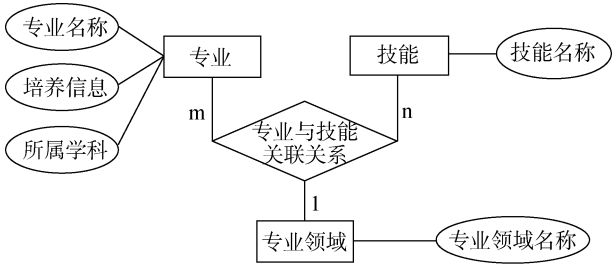 专业名称
培养信息
所属学科
专业
技能
技能名称
m
n
专业与技能
关联关系
1
专业领域
专业领域名称